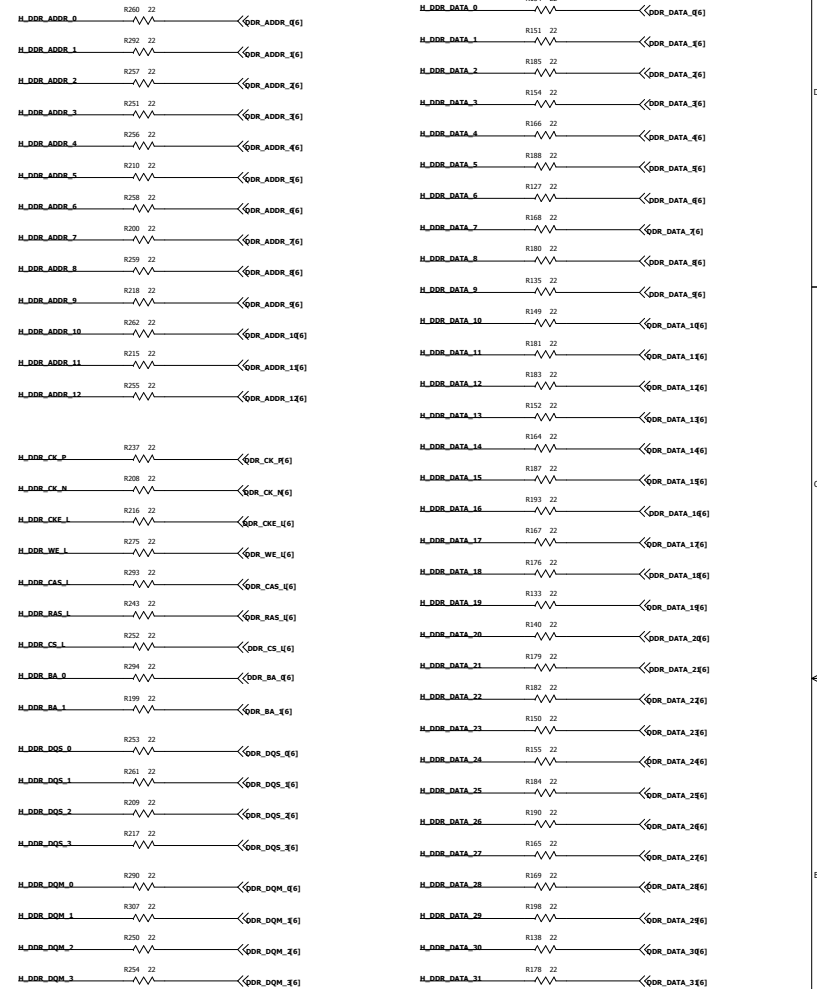 R260 22
H_DDR_ADDR_0 DDR_ADDR_0[6]
R292 22
H_DDR_ADDR_1 DDR_ADDR_1[6]
R257 22
H_DDR_ADDR_2 DDR_ADDR_2[6]
R251 22
H_DDR_ADDR_3 DDR_ADDR_3[6]
R256 22
H_DDR_ADDR_4 DDR_ADDR_4[6]
R210 22
H_DDR_ADDR_5 DDR_ADDR_5[6]
R258 22
H_DDR_ADDR_6 DDR_ADDR_6[6]
R200 22
H_DDR_ADDR_7 DDR_ADDR_7[6]
R259 22
H_DDR_ADDR_8 DDR_ADDR_8[6]
R218 22
H_DDR_ADDR_9 DDR_ADDR_9[6]
R262 22
H_DDR_ADDR_10 DDR_ADDR_10[6]
R215 22
H_DDR_ADDR_11 DDR_ADDR_11[6]
R255 22
H_DDR_ADDR_12 DDR_ADDR_12[6]
R237 22
H_DDR_CK_P DDR_CK_P[6]
R208 22
H_DDR_CK_N DDR_CK_N[6]
R216 22
H_DDR_CKE_L DDR_CKE_L[6]
R275 22
H_DDR_WE_L DDR_WE_L[6]
R293 22
H_DDR_CAS_L DDR_CAS_L[6]
R243 22
H_DDR_RAS_L DDR_RAS_L[6]
R252 22
H_DDR_CS_L DDR_CS_L[6]
R294 22
H_DDR_BA_0 DDR_BA_0[6]
R199 22
H_DDR_BA_1 DDR_BA_1[6]
R253 22
H_DDR_DQS_0 DDR_DQS_0[6]
R261 22
H_DDR_DQS_1 DDR_DQS_1[6]
R209 22
H_DDR_DQS_2 DDR_DQS_2[6]
R217 22
H_DDR_DQS_3 DDR_DQS_3[6]
R290 22
H_DDR_DQM_0 DDR_DQM_0[6]
R307 22
H_DDR_DQM_1 DDR_DQM_1[6]
R250 22
H_DDR_DQM_2 DDR_DQM_2[6]
R254 22
H_DDR_DQM_3 DDR_DQM_3[6]
H_DDR_DATA_0 DDR_DATA_0[6]
R151 22
H_DDR_DATA_1 DDR_DATA_1[6]
R185 22
H_DDR_DATA_2 DDR_DATA_2[6]
R154 22
H_DDR_DATA_3 DDR_DATA_3[6]
R166 22
H_DDR_DATA_4 DDR_DATA_4[6]
R188 22
H_DDR_DATA_5 DDR_DATA_5[6]
R127 22
H_DDR_DATA_6 DDR_DATA_6[6]
R168 22
H_DDR_DATA_7 DDR_DATA_7[6]
R180 22
H_DDR_DATA_8 DDR_DATA_8[6]
R135 22
H_DDR_DATA_9 DDR_DATA_9[6]
R149 22
H_DDR_DATA_10 DDR_DATA_10[6]
R181 22
H_DDR_DATA_11 DDR_DATA_11[6]
R183 22
H_DDR_DATA_12 DDR_DATA_12[6]
R152 22
H_DDR_DATA_13 DDR_DATA_13[6]
R164 22
H_DDR_DATA_14 DDR_DATA_14[6]
R187 22
H_DDR_DATA_15 DDR_DATA_15[6]
R193 22
H_DDR_DATA_16 DDR_DATA_16[6]
R167 22
H_DDR_DATA_17 DDR_DATA_17[6]
R176 22
H_DDR_DATA_18 DDR_DATA_18[6]
R133 22
H_DDR_DATA_19 DDR_DATA_19[6]
R140 22
H_DDR_DATA_20 DDR_DATA_20[6]
R179 22
H_DDR_DATA_21 DDR_DATA_21[6]
R182 22
H_DDR_DATA_22 DDR_DATA_22[6]
R150 22
H_DDR_DATA_23 DDR_DATA_23[6]
R155 22
H_DDR_DATA_24 DDR_DATA_24[6]
R184 22
H_DDR_DATA_25 DDR_DATA_25[6]
R190 22
H_DDR_DATA_26 DDR_DATA_26[6]
R165 22
H_DDR_DATA_27 DDR_DATA_27[6]
R169 22
H_DDR_DATA_28 DDR_DATA_28[6]
R198 22
H_DDR_DATA_29 DDR_DATA_29[6]
R138 22
H_DDR_DATA_30 DDR_DATA_30[6]
R178 22
H_DDR_DATA_31 DDR_DATA_31[6]